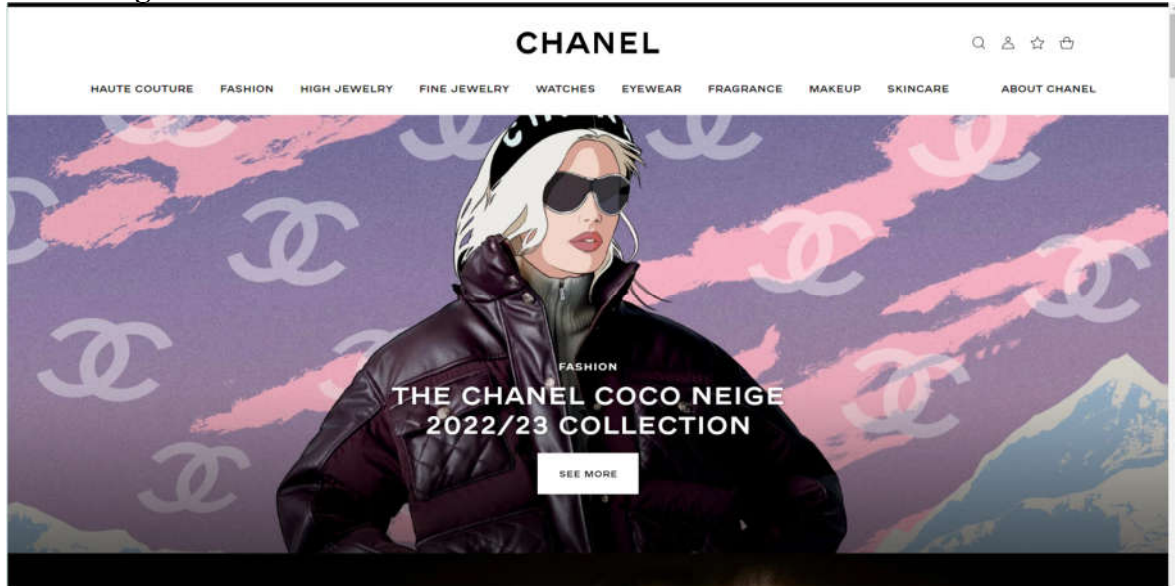 CHANEL
HAUTE COUTURE FASHION HIGH JEWELRY FINE JEWELRY WATCHES EYEWEAR FRAGRANCE MAKEUP SKINCARE ABOUT CHANEL
FASHION
THE CHANEL COCO NEIGE
2022/23 COLLECTION
SEE MORE